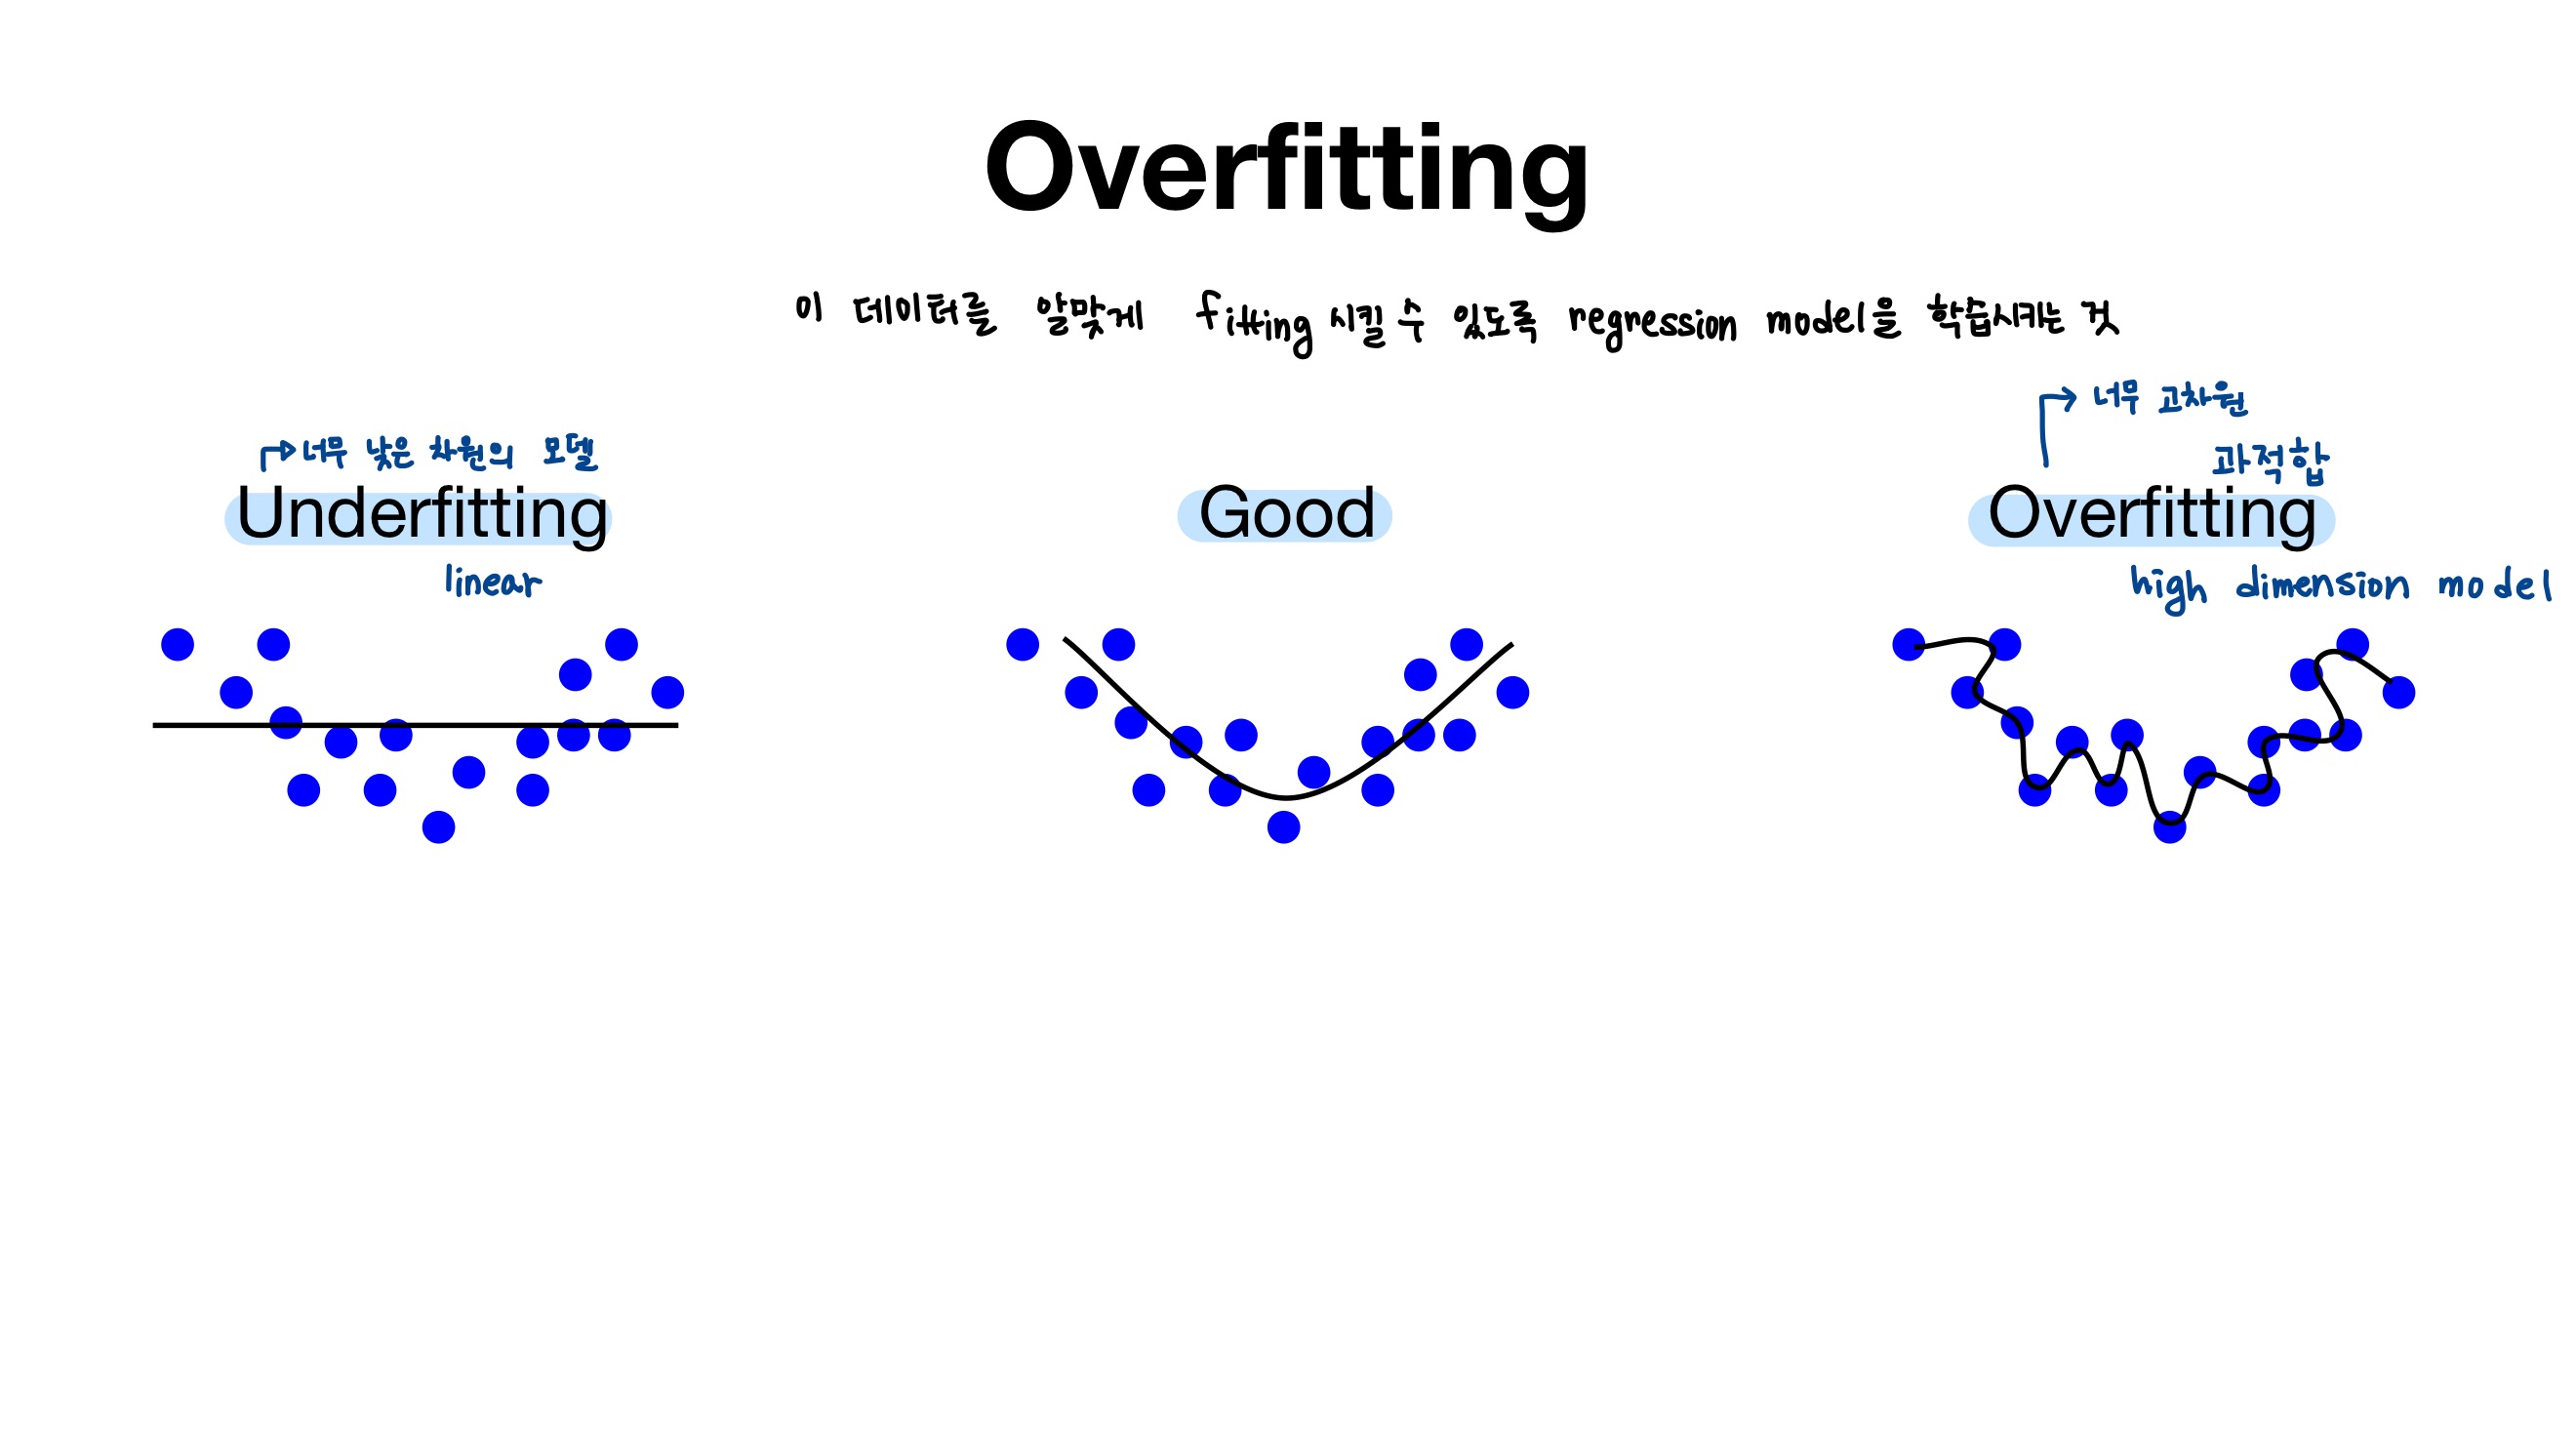 Overfitting
이 데이터를 알맞게 fitting 시킬 수 있도록 regression model을 학습시키는 것
너무 낮은 차원의 모델
Underfitting
linear
Good
너무 고차원
과적합
Overfitting
high dimension model